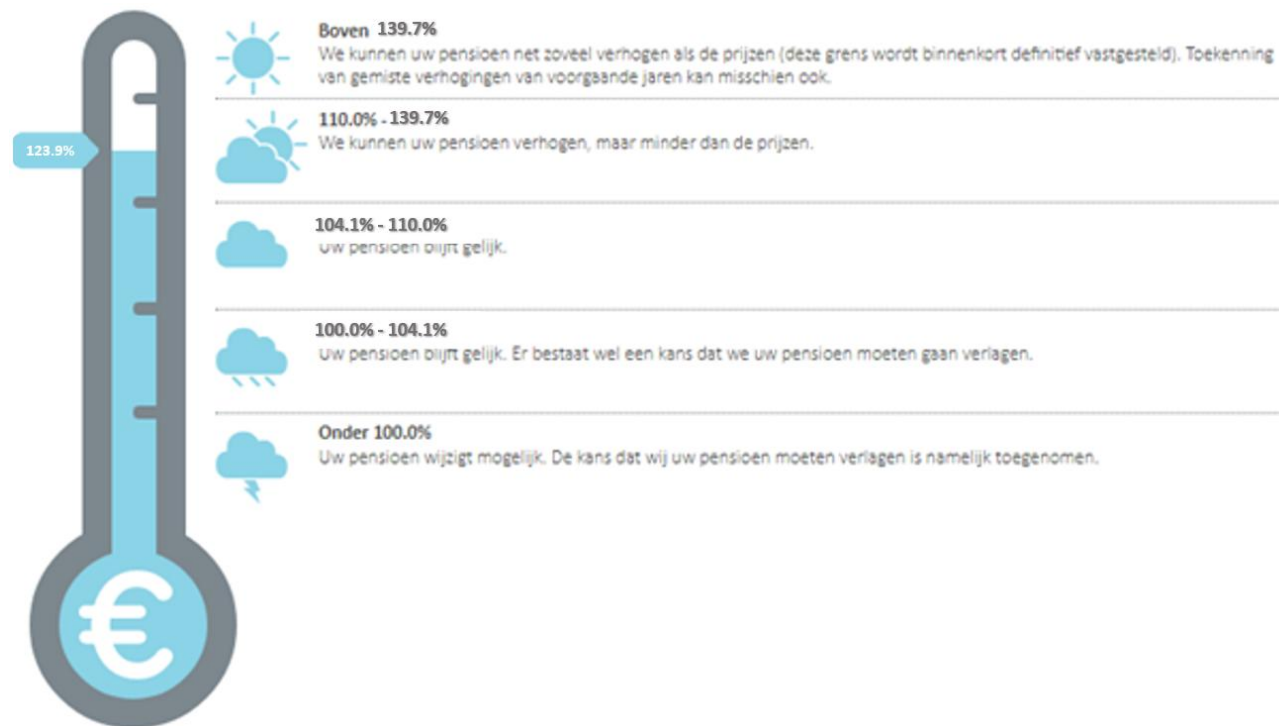 Boven 139.7%
We kunnen uw pensioen net zoveel verhogen als de prijzen (deze grens wordt binnenkort definitief vastgesteld). Toekenning
van gemiste verhogingen van voorgaande jaren kan misschien ook.
110.0% - 139.7%
We kunnen uw pensioen verhogen, maar minder dan de prijzen.
123.9%
104.1% - 110.0%
Uw pensioen blijft gelijk.
100.0% - 104.1%
Uw pensioen blijft gelijk. Er bestaat wel een kans dat we uw pensioen moeten gaan verlagen.
Onder 100.0%
Uw pensioen wijzigt mogelijk. De kans dat wij uw pensioen moeten verlagen is namelijk toegenomen.
€